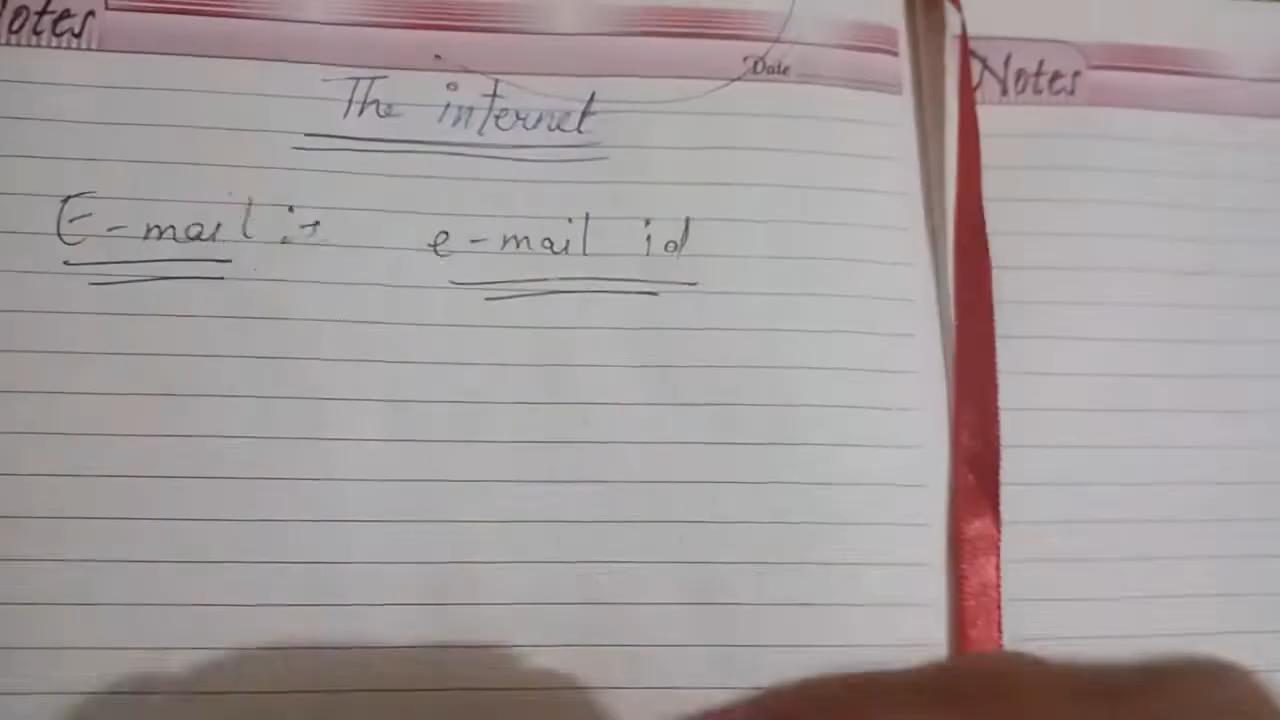 Notes
Date
Notes
The internet
E-mail :→ e-mail id